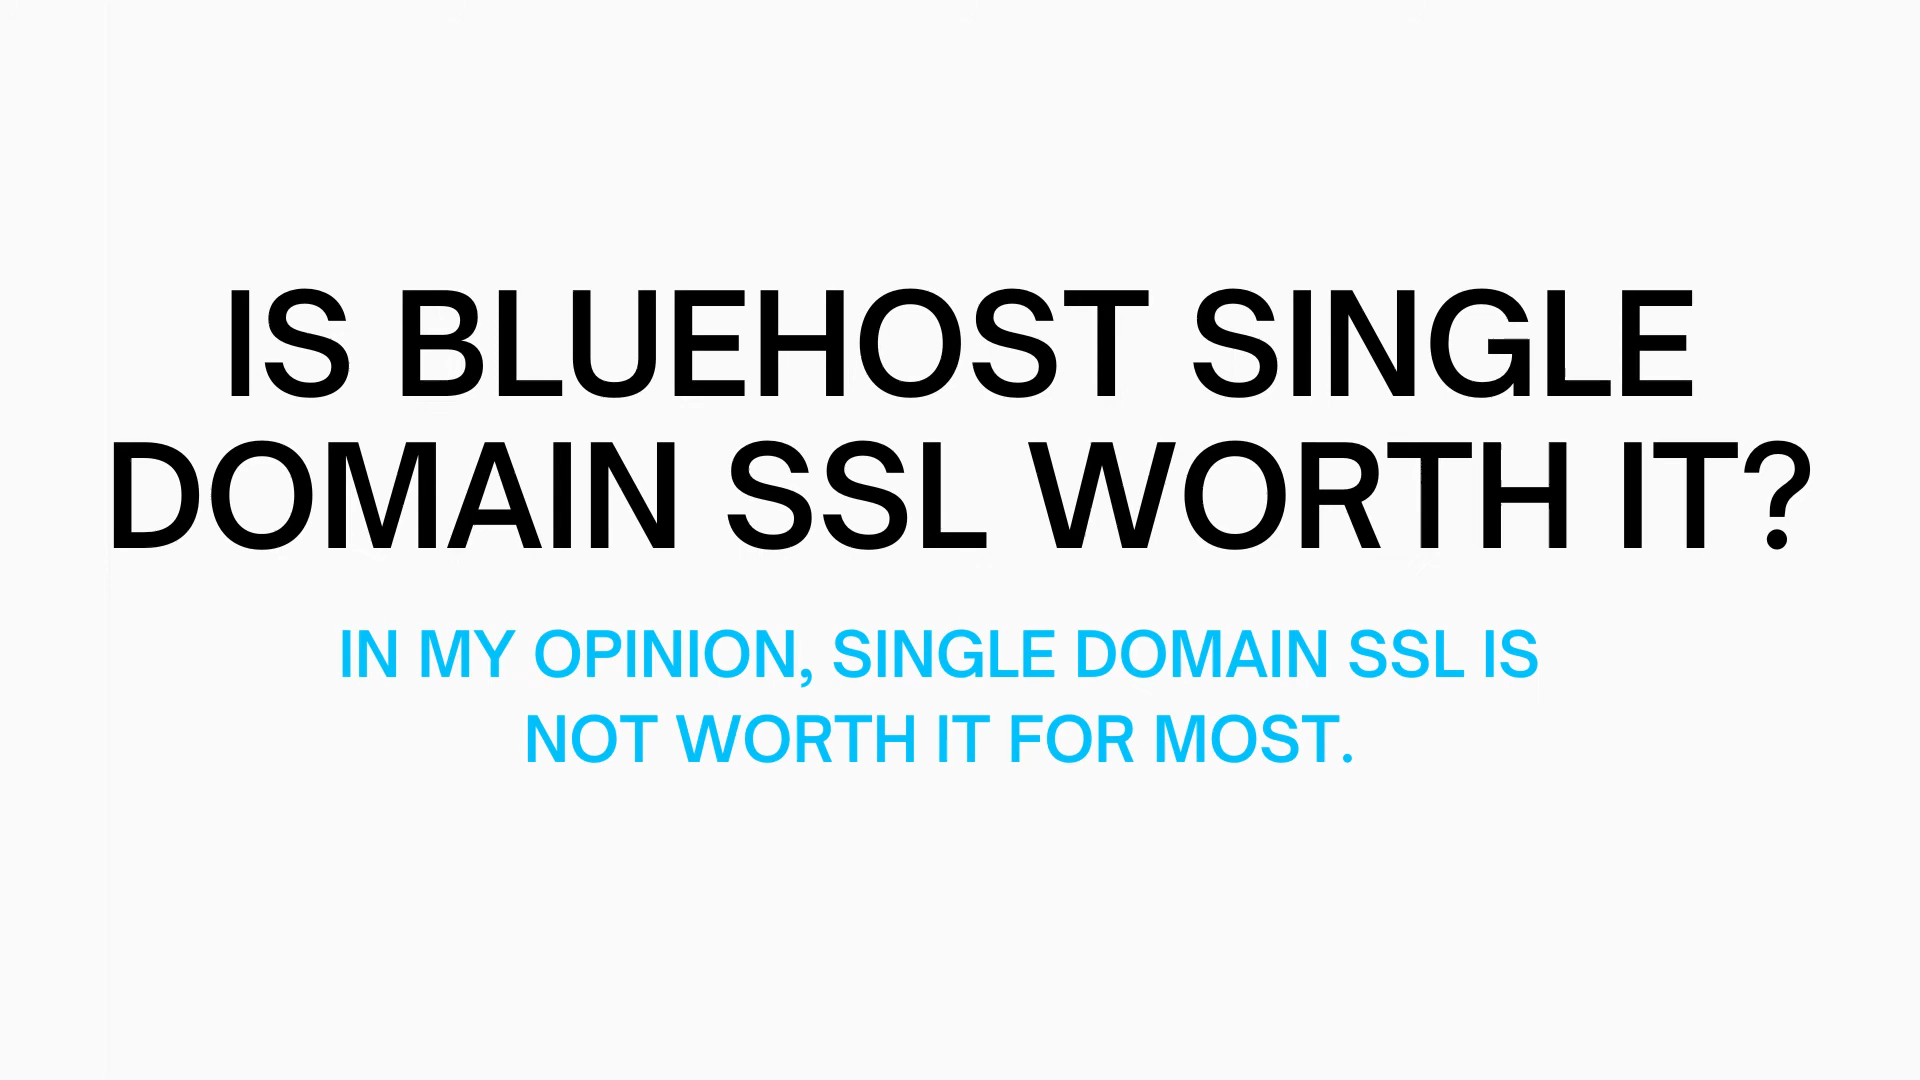 IS BLUEHOST SINGLE
DOMAIN SSL WORTH IT?
IN MY OPINION, SINGLE DOMAIN SSL IS
NOT WORTH IT FOR MOST.